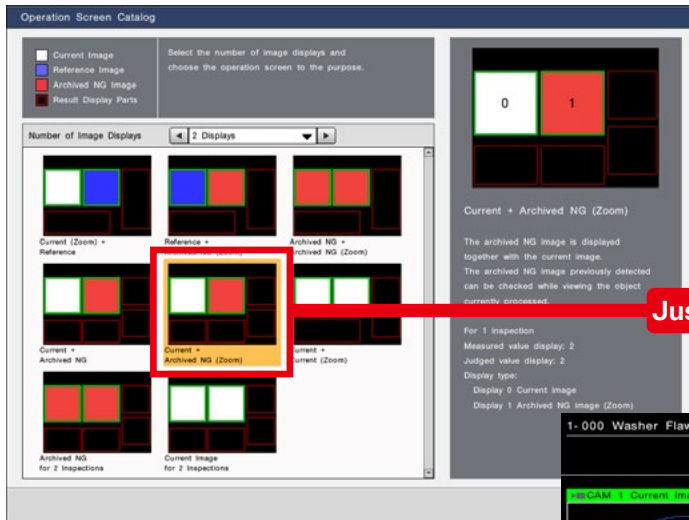 Operation Screen Catalog
Current Image
Reference Image
Archived NG Image
Result Display Parts
Select the number of image displays and
choose the operation screen to the purpose.
Number of Image Displays
2 Displays
Current (Zoom) +
Reference
Reference +
Archived NG (Zoom)
Archived NG +
Archived NG (Zoom)
Current +
Archived NG
Current +
Archived NG (Zoom)
Current +
Current (Zoom)
Archived NG
for 2 Inspections
Current Image
for 2 Inspections
0
1
Current + Archived NG (Zoom)
The archived NG image is displayed
together with the current image.
The archived NG image previously detected
can be checked while viewing the object
currently processed.
For 1 inspection
Measured value display: 2
Judged value display: 2
Display type:
Display 0 Current image
Display 1 Archived NG image (Zoom)
Jus
1-000 Washer Flaw
CAM 1 Current Ima